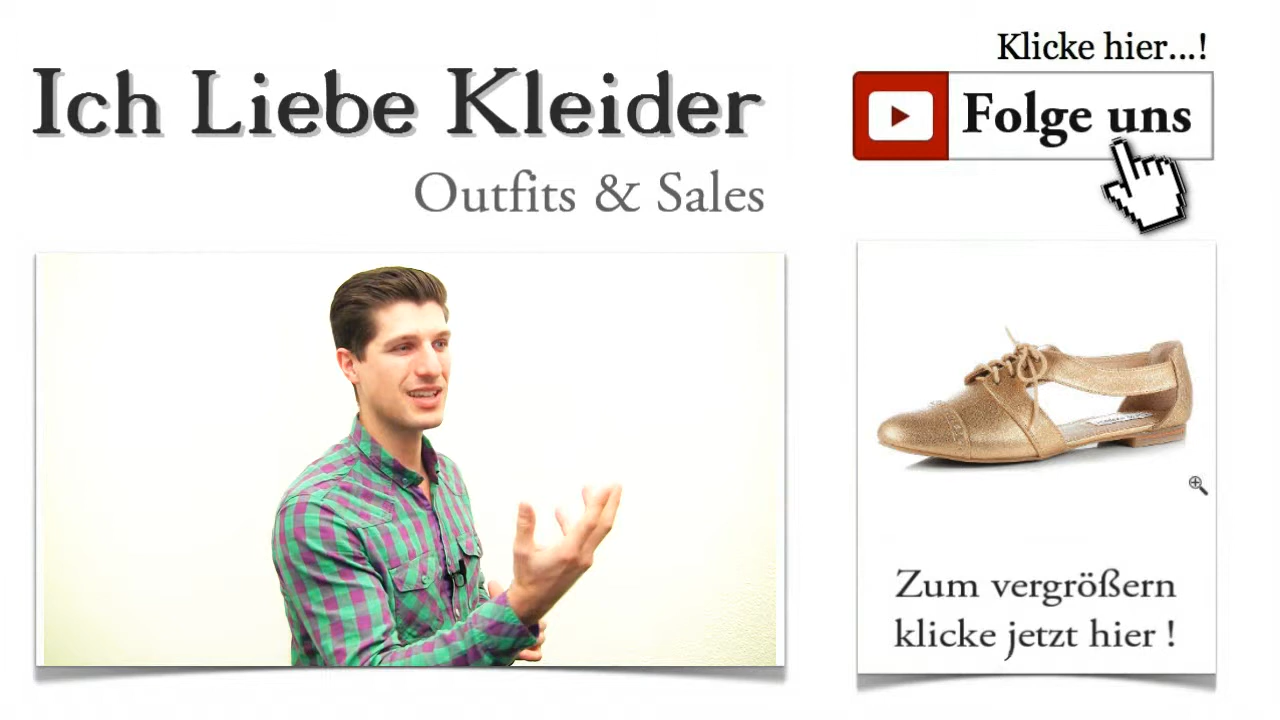 Ich Liebe Kleider
Outfits & Sales
Klicke hier...!
Folge uns
Zum vergrößern
klicke jetzt hier !